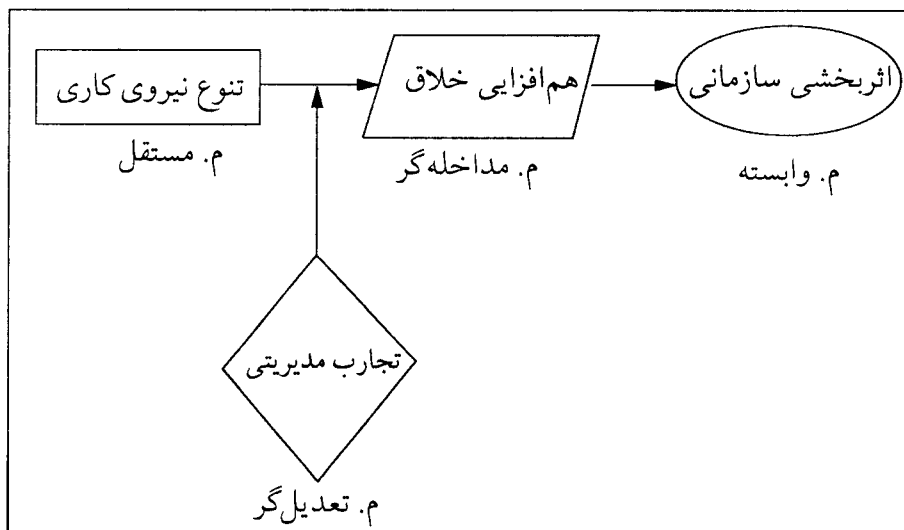 تنوع نیروی کاری
م. مستقل
هم‌افزایی خلاق
م. مداخله‌گر
اثربخشی سازمانی
م. وابسته
تجارب مدیریتی
م. تعدیل‌گر